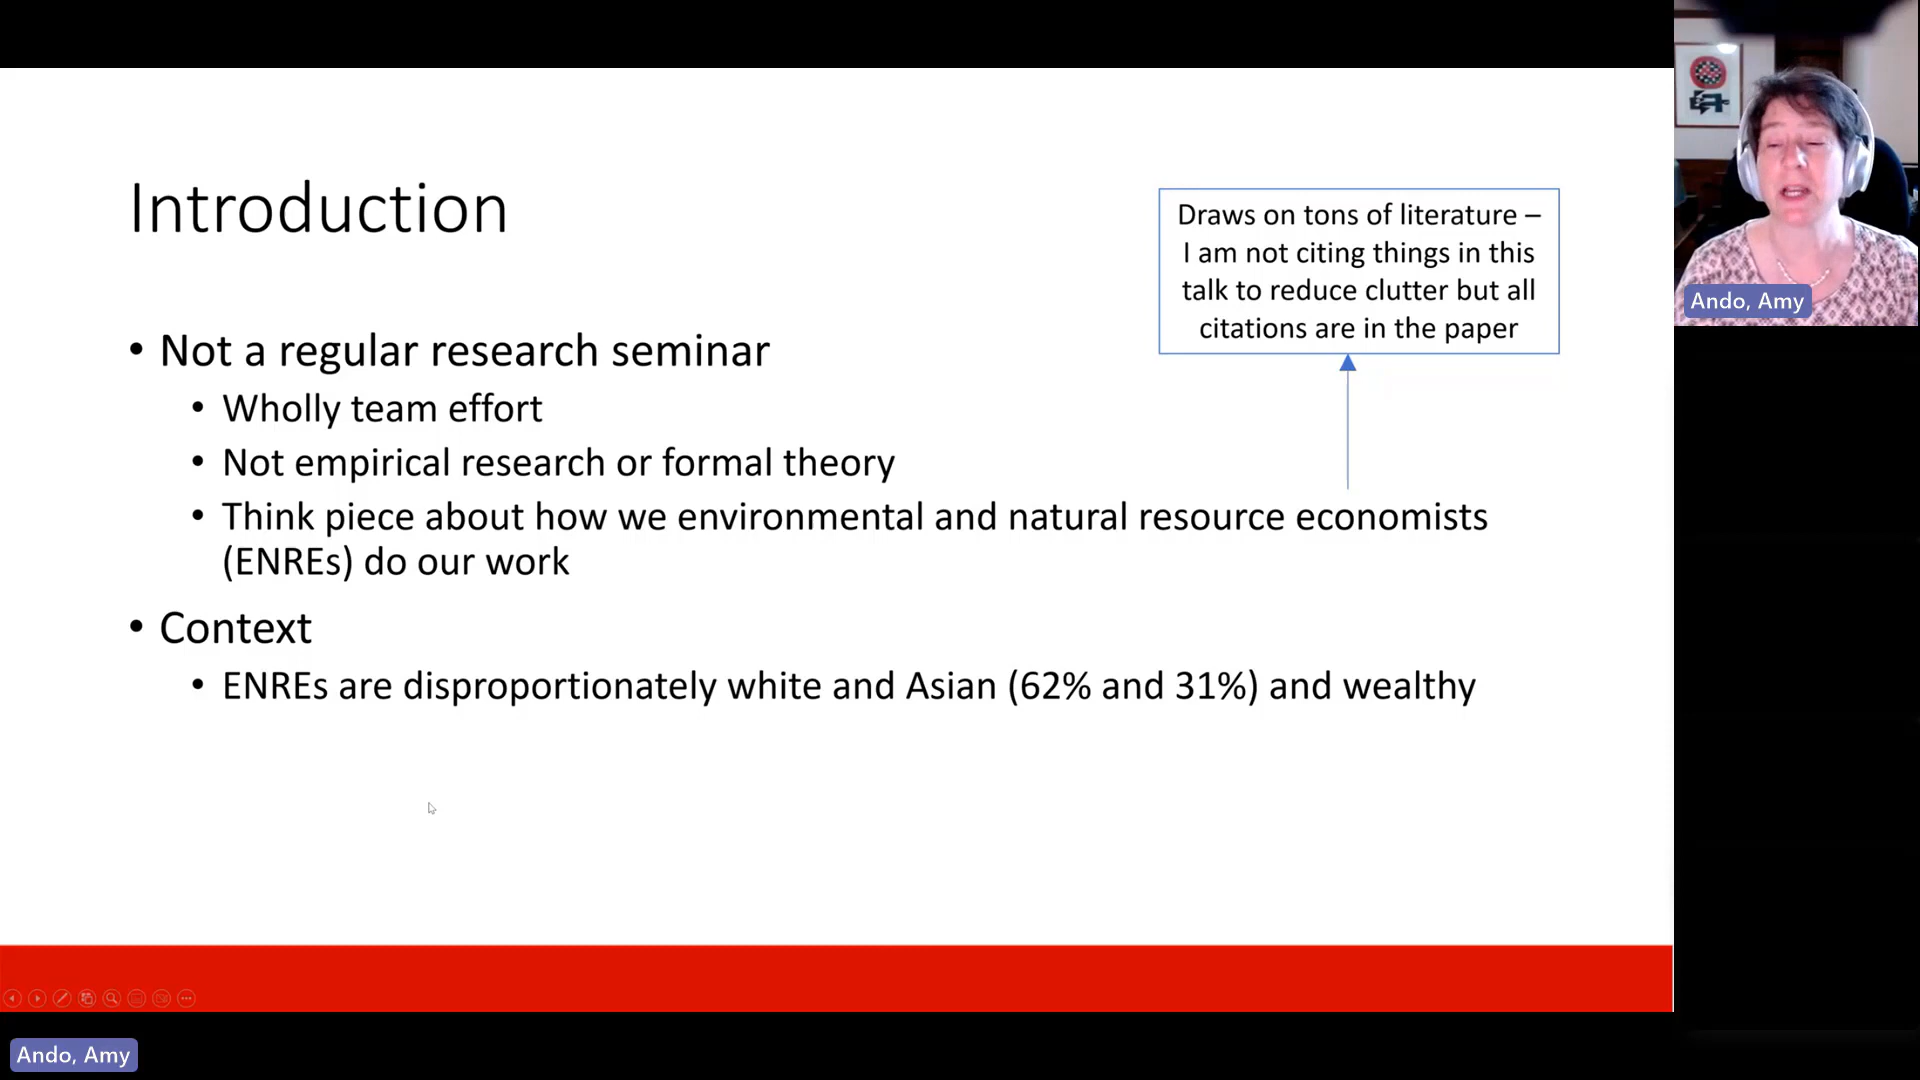 Introduction
Draws on tons of literature –
I am not citing things in this
talk to reduce clutter but all
citations are in the paper
• Not a regular research seminar
• Wholly team effort
• Not empirical research or formal theory
• Think piece about how we environmental and natural resource economists
(ENREs) do our work
• Context
• ENREs are disproportionately white and Asian (62% and 31%) and wealthy
Ando, Amy
Ando, Amy